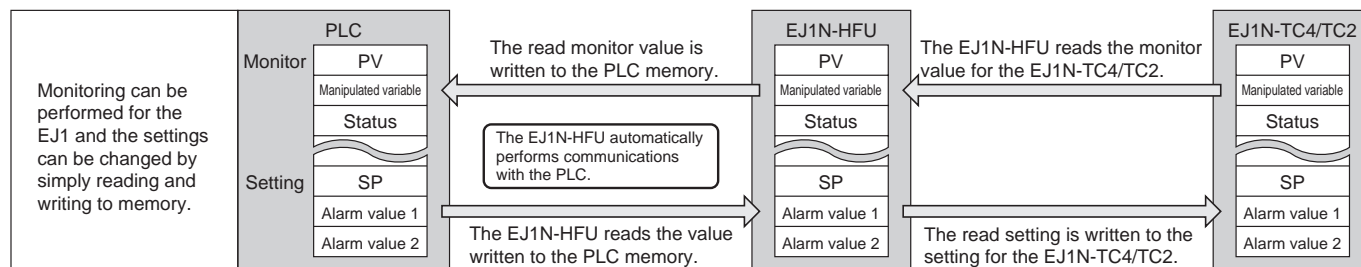 Monitoring can be
performed for the
EJ1 and the settings
can be changed by
simply reading and
writing to memory.
PLC
Monitor
PV
Manipulated variable
Status
Setting
SP
Alarm value 1
Alarm value 2
The read monitor value is
written to the PLC memory.
The EJ1N-HFU automatically
performs communications
with the PLC.
The EJ1N-HFU reads the value
written to the PLC memory.
EJ1N-HFU
PV
Manipulated variable
Status
SP
Alarm value 1
Alarm value 2
The EJ1N-HFU reads the monitor
value for the EJ1N-TC4/TC2.
The read setting is written to the
setting for the EJ1N-TC4/TC2.
EJ1N-TC4/TC2
PV
Manipulated variable
Status
SP
Alarm value 1
Alarm value 2